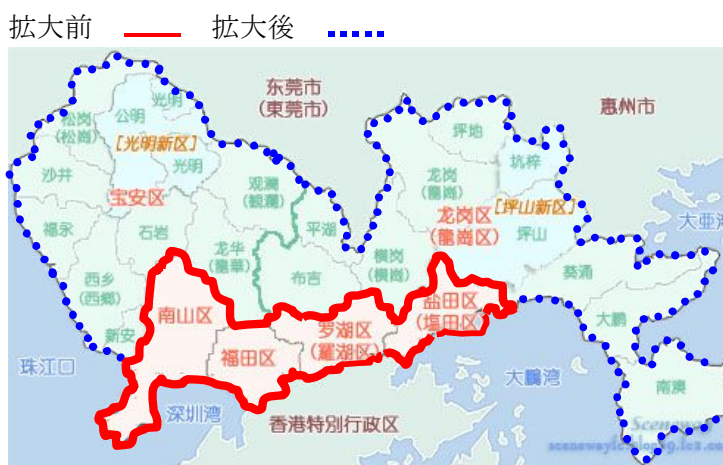 拡大前 拡大後
东莞市
(東莞市)
惠州市
松岗
(松崗)
公明
光明
[光明新区]
光明
沙井
宝安区
观澜
(観瀾)
坪地
龙岗
(龍崗)
坑梓
龙岗区
(龍崗区)
[坪山新区]
坪山
大亜湾
福永
石岩
龙华
(龍華)
平湖
横岗
(横崗)
布吉
葵涌
西乡
(西郷)
南山区
盐田区
(塩田区)
大鹏
新安
罗湖区
(羅湖区)
福田区
珠江口
大鵬湾
南澳
深圳湾
香港特別行政区